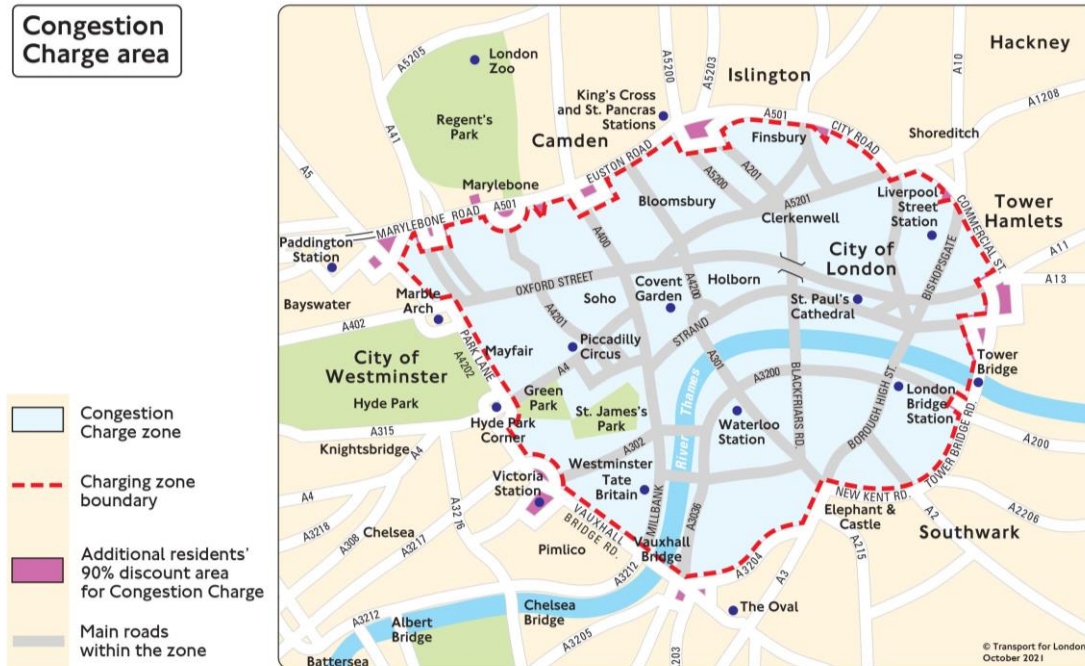 Congestion
Charge area
Congestion
Charge zone
Charging zone
boundary
Additional residents'
90% discount area
for Congestion Charge
Main roads
within the zone
A5205
London
Zoo
A41
Regent's
Park
A5
Camden
King's Cross
and St. Pancras
Stations
A5200
A5203
Islington
Hackney
A10
A1208
A501
Finsbury
CITY ROAD
Shoreditch
EUSTON ROAD
Marylebone
A501
MARYLEBONE ROAD
A5200
A201
Bloomsbury
A5201
Clerkenwell
Liverpool
Street
Station
COMMERCIAL ST.
Tower
Hamlets
A11
A13
Paddington
Station
A400
City of
London
BISHOPSGATE
Bayswater
Marble
Arch
OXFORD STREET
Soho
Covent
Garden
A4200
Holborn
St. Paul's
Cathedral
A402
A4201
Piccadilly
Circus
STRAND
City of
Westminster
PARK LANE
A4202
Mayfair
A4
A301
A3200
Tower
Bridge
Hyde Park
Green
Park
St. James's
Park
River Thames
BLACKFRIARS RD.
BOROUGH HIGH ST.
London
Bridge
Station
Waterloo
Station
A315
Hyde Park
Corner
Knightsbridge
A4
A302
TOWER BRIDGE RD.
A200
Victoria
Station
Westminster
Tate
Britain
MILLBANK
A3036
NEW KENT RD.
Elephant &
Castle
A2
A2206
A4
A3218
A308
Chelsea
A3217
A3216
VAUXHALL
BRIDGE RD.
Pimlico
Vauxhall
Bridge
A3204
A3
A215
Southwark
A3212
A3212
Albert
Bridge
Chelsea
Bridge
A3205
The Oval
Battersea
© Transport for London
October 2021